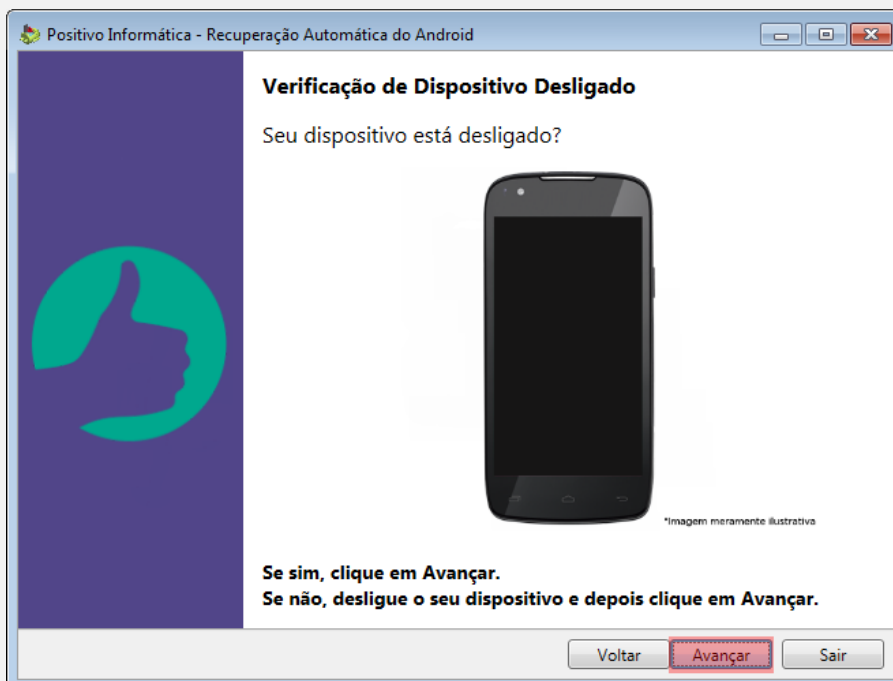 Positivo Informática - Recuperação Automática do Android
Verificação de Dispositivo Desligado
Seu dispositivo está desligado?
*Imagem meramente ilustrativa
Se sim, clique em Avançar.
Se não, desligue o seu dispositivo e depois clique em Avançar.
Voltar Avançar Sair